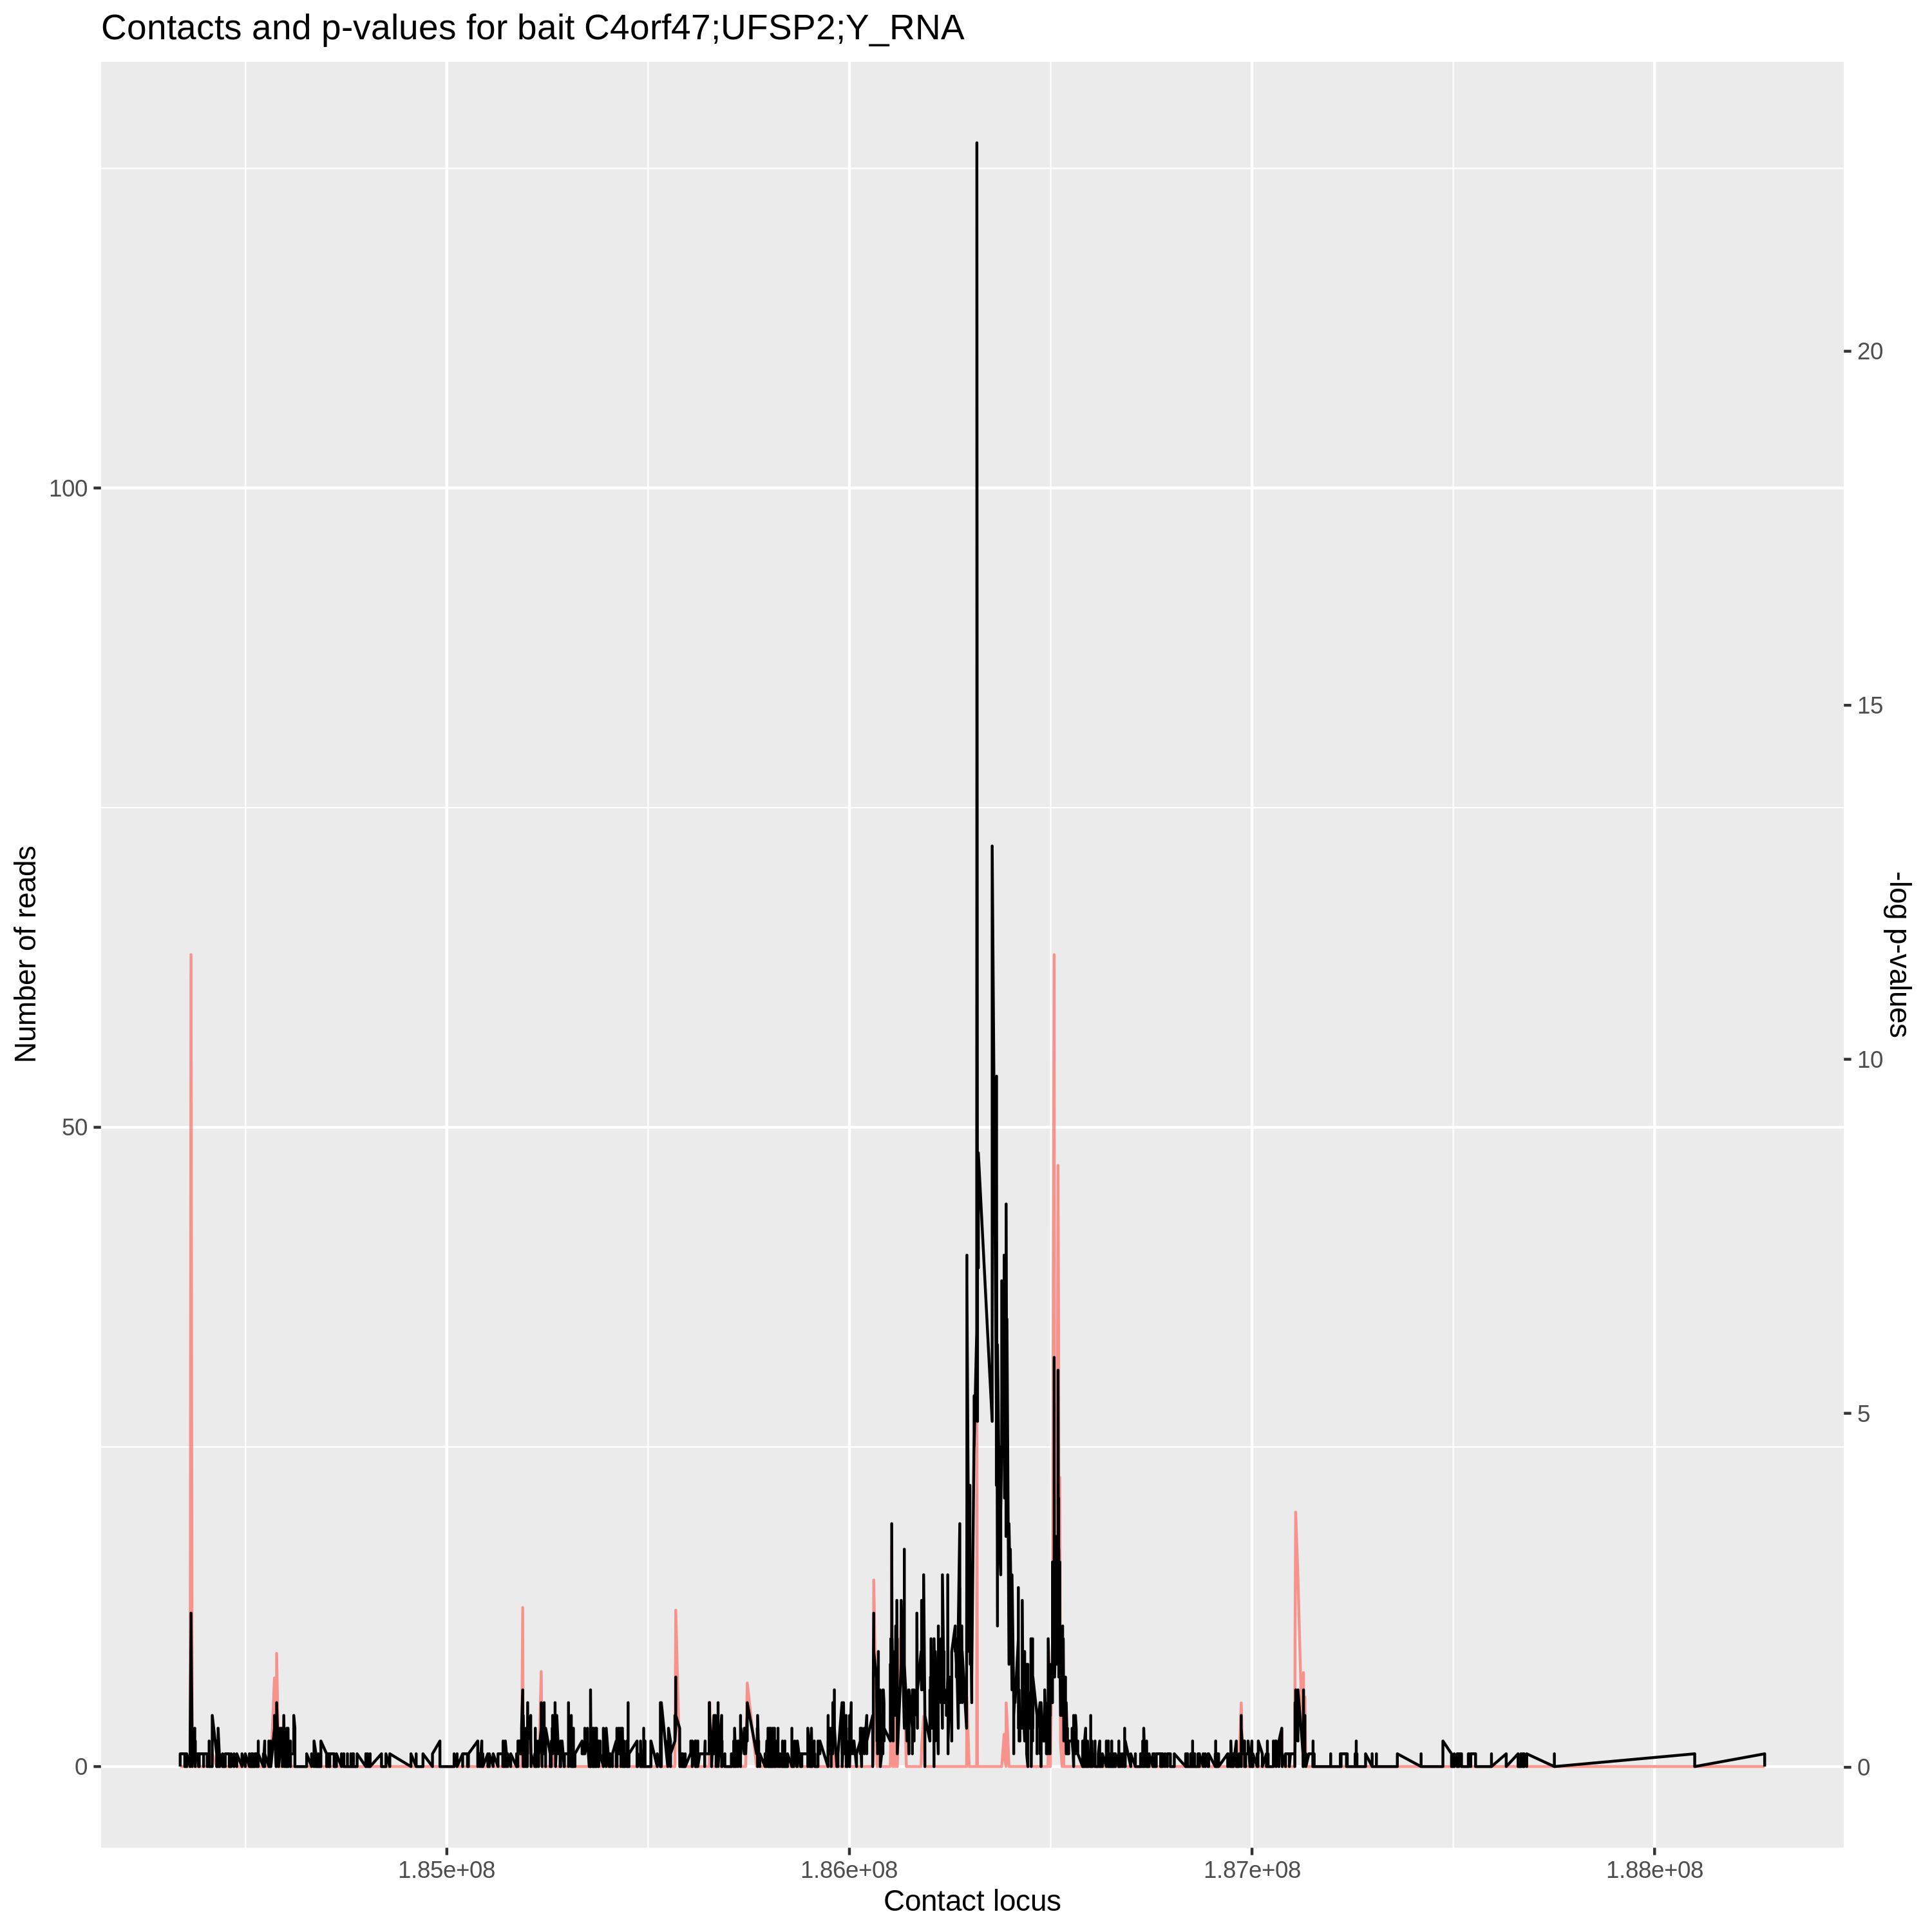 Contacts and p-values for bait C4orf47;UFSP2;Y_RNA
Number of reads
100
50
0
20
15
10
5
0
-log p-values
1.85e+08
1.86e+08
1.87e+08
1.88e+08
Contact locus